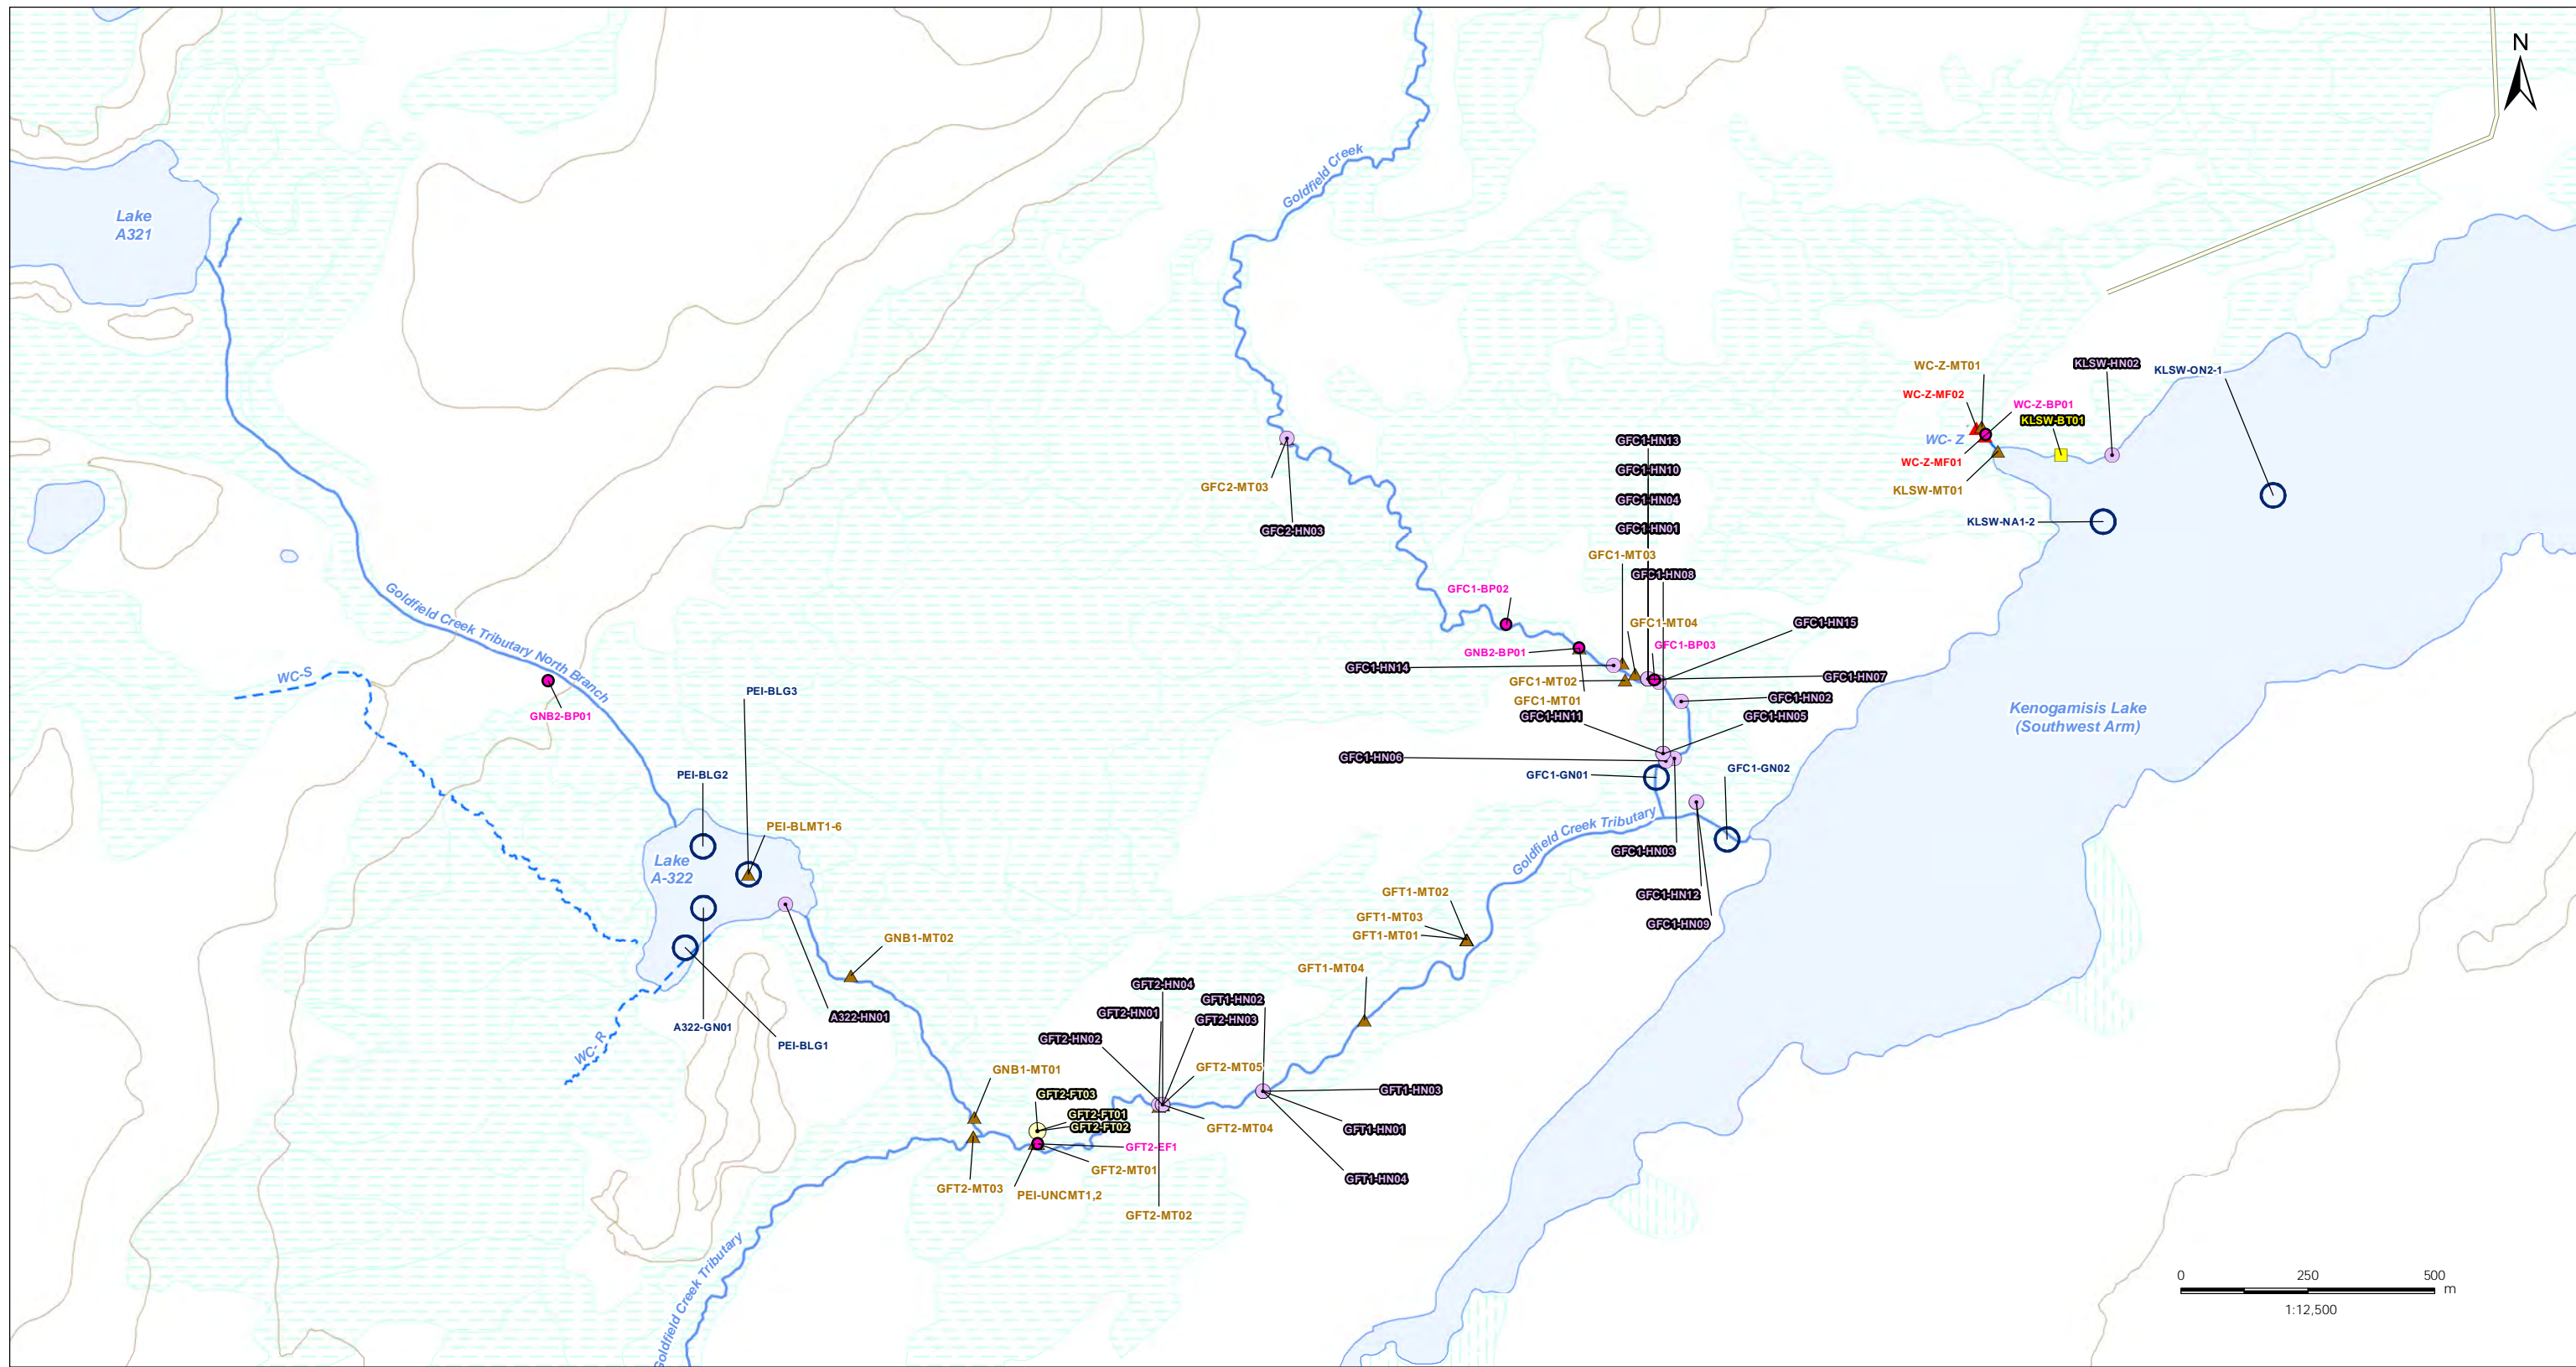 N
Goldfield Creek
Lake
A321
WC-Z-MT01
KLSW-HN02
KLSW-ON2-1
WC-Z-MF02
WC-Z-BP01
KLSW-BT01
WC- Z
WC-Z-MF01
KLSW-MT01
KLSW-NA1-2
GFC2-MT03
GFC2-HN03
GFC1-HN13
GFC1-HN10
GFC1-HN04
GFC1-HN01
GFC1-MT03
GFC1-HN08
GFC1-BP02
GFC1-MT04
GFC1-HN15
GNB2-BP01
GFC1-BP03
GFC1-HN14
GFC1-HN07
GFC1-MT02
GFC1-MT01
GFC1-HN02
GFC1-HN11
GFC1-HN05
GFC1-HN06
GFC1-GN01
GFC1-GN02
GFC1-HN03
GFC1-HN12
GFC1-HN09
Kenogamisis Lake
(Southwest Arm)
Goldfield Creek Tributary North Branch
WC-S
GNB2-BP01
PEI-BLG3
PEI-BLG2
PEI-BLMT1-6
Lake
A-322
Goldfield Creek Tributary
GNB1-MT02
A322-HN01
A322-GN01
PEI-BLG1
WC- R
GFT1-MT02
GFT1-MT03
GFT1-MT01
GFT1-MT04
GFT2-HN04
GFT1-HN02
GFT2-HN01
GFT2-HN03
GFT2-HN02
GFT2-MT05
GNB1-MT01
GFT2-FT03
GFT2-FT01
GFT2-FT02
GFT1-HN03
GFT2-MT04
GFT1-HN01
GFT2-EF1
GFT2-MT01
GFT1-HN04
GFT2-MT03
PEI-UNCMT1,2
GFT2-MT02
Goldfield Creek Tributary
0 250 500
m
1:12,500